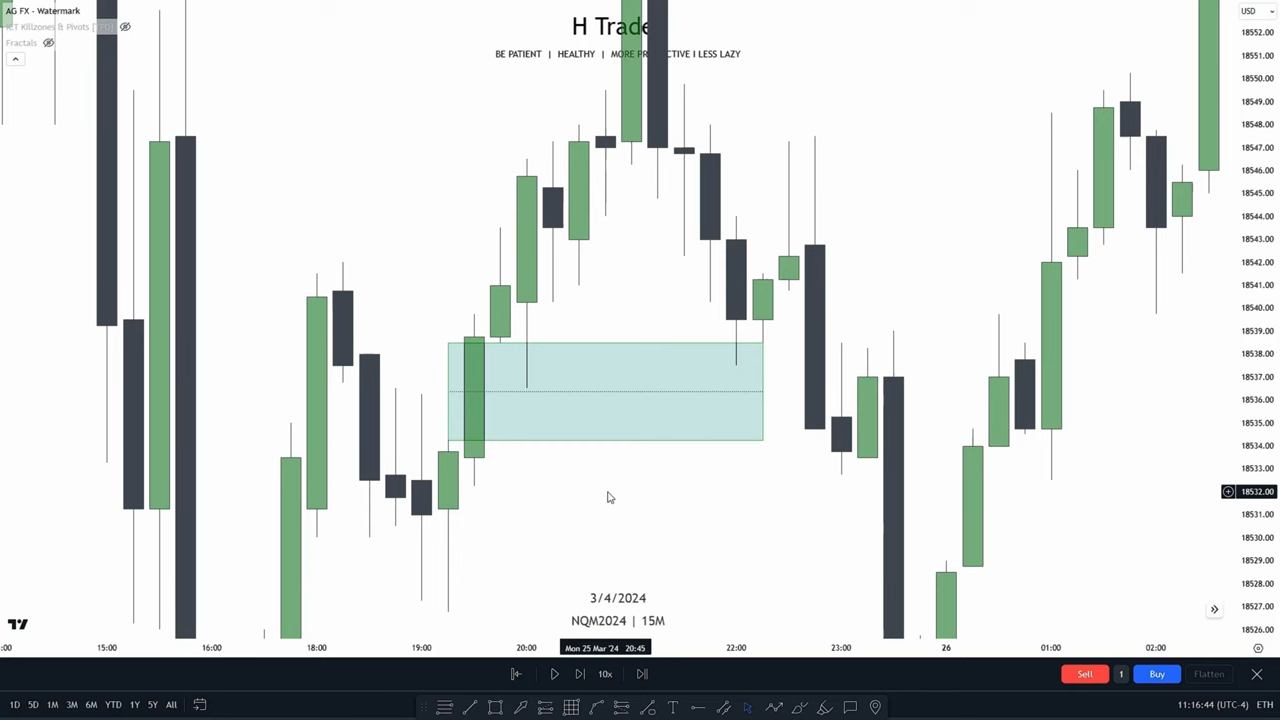 AG FX - Watermark
USD
ICT Killzones & Pivots [TFO]
Fractals
H Trade
BE PATIENT | HEALTHY | MORE PRODUCTIVE I LESS LAZY
18552.00
18551.00
18550.00
18549.00
18548.00
18547.00
18546.00
18545.00
18544.00
18543.00
18542.00
18541.00
18540.00
18539.00
18538.00
18537.00
18536.00
18535.00
18534.00
18533.00
18532.00
18531.00
18530.00
18529.00
18528.00
18527.00
18526.00
3/4/2024
NQM2024 | 15M
:00 15:00 16:00 18:00 19:00 20:00 Mon 25 Mar '24 20:45 22:00 23:00 26 01:00 02:00
10x
Sell 1 Buy Flatten
1D 5D 1M 3M 6M YTD 1Y 5Y All
11:16:44 (UTC-4) ETH